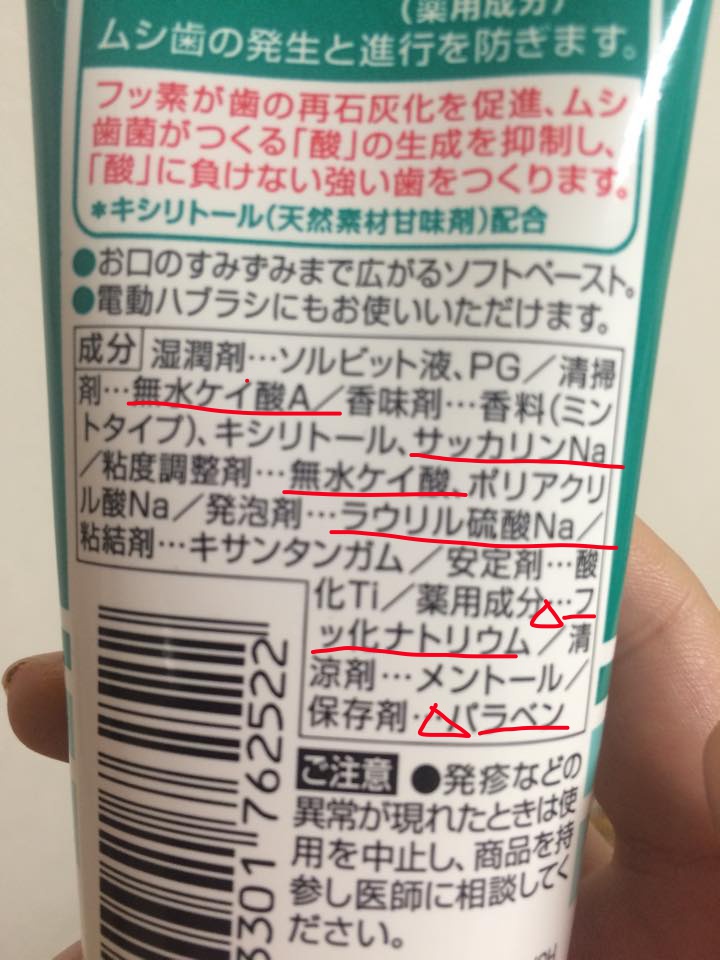 (薬用成分)
ムシ歯の発生と進行を防ぎます。
フッ素が歯の再石灰化を促進、ムシ
歯菌がつくる「酸」の生成を抑制し、
「酸」に負けない強い歯をつくります。
*キシリトール(天然素材甘味剤)配合
●お口のすみずみまで広がるソフトペースト。
●電動ハブラシにもお使いいただけます。
成分 湿潤剤…ソルビット液、PG／清掃
剤…無水ケイ酸A／香味剤…香料(ミン
トタイプ)、キシリトール、サッカリンNa
／粘度調整剤…無水ケイ酸、ポリアクリ
ル酸Na／発泡剤…ラウリル硫酸Na／
粘結剤…キサンタンガム／安定剤…酸
化Ti／薬用成分…フ
ッ化ナトリウム／清
涼剤…メントール／
保存剤…パラベン
ご注意 ●発疹などの
異常が現れたときは使
用を中止し、商品を持
参し医師に相談してく
ださい。
3301 762522